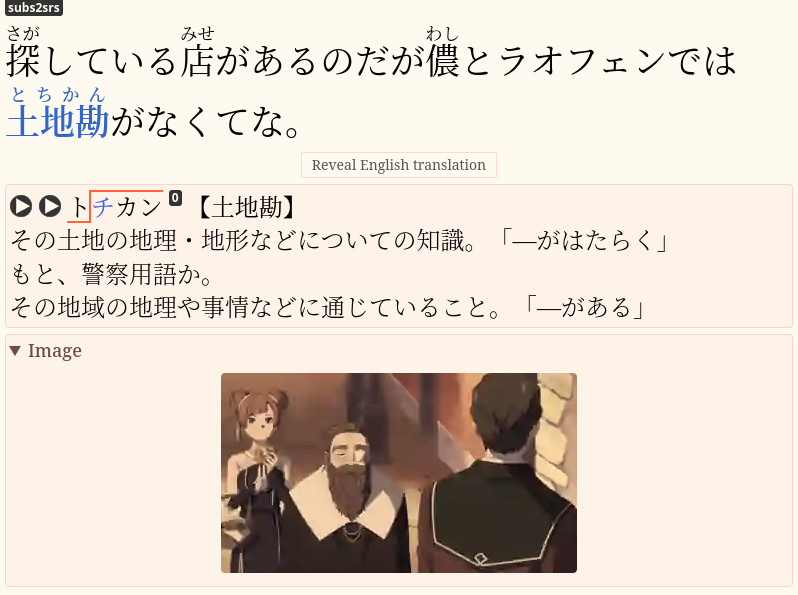 subs2srs
探している店があるのだが儂とラオフェンでは
土地勘がなくてな。
Reveal English translation
トチカン 0 【土地勘】
その土地の地理・地形などについての知識。「―がはたらく」
もと、警察用語か。
その地域の地理や事情などに通じていること。「―がある」
▼ Image